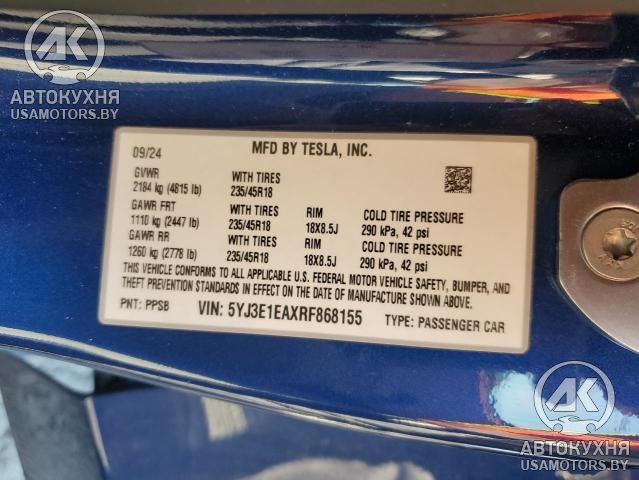 АК
АВТОКУХНЯ
USAMOTORS.BY
09/24
MFD BY TESLA, INC.
GVWR
2184 kg (4815 lb)
WITH TIRES
235/45R18
GAWR FRT
1110 kg (2447 lb)
WITH TIRES
235/45R18
RIM
18X8.5J
COLD TIRE PRESSURE
290 kPa, 42 psi
GAWR RR
1260 kg (2778 lb)
WITH TIRES
235/45R18
RIM
18X8.5J
COLD TIRE PRESSURE
290 kPa, 42 psi
THIS VEHICLE CONFORMS TO ALL APPLICABLE U.S. FEDERAL MOTOR VEHICLE SAFETY, BUMPER, AND
THEFT PREVENTION STANDARDS IN EFFECT ON THE DATE OF MANUFACTURE SHOWN ABOVE.
PNT: PPSB
VIN: 5YJ3E1EAXRF868155
TYPE: PASSENGER CAR
АК
АВТОКУХНЯ
USAMOTORS.BY